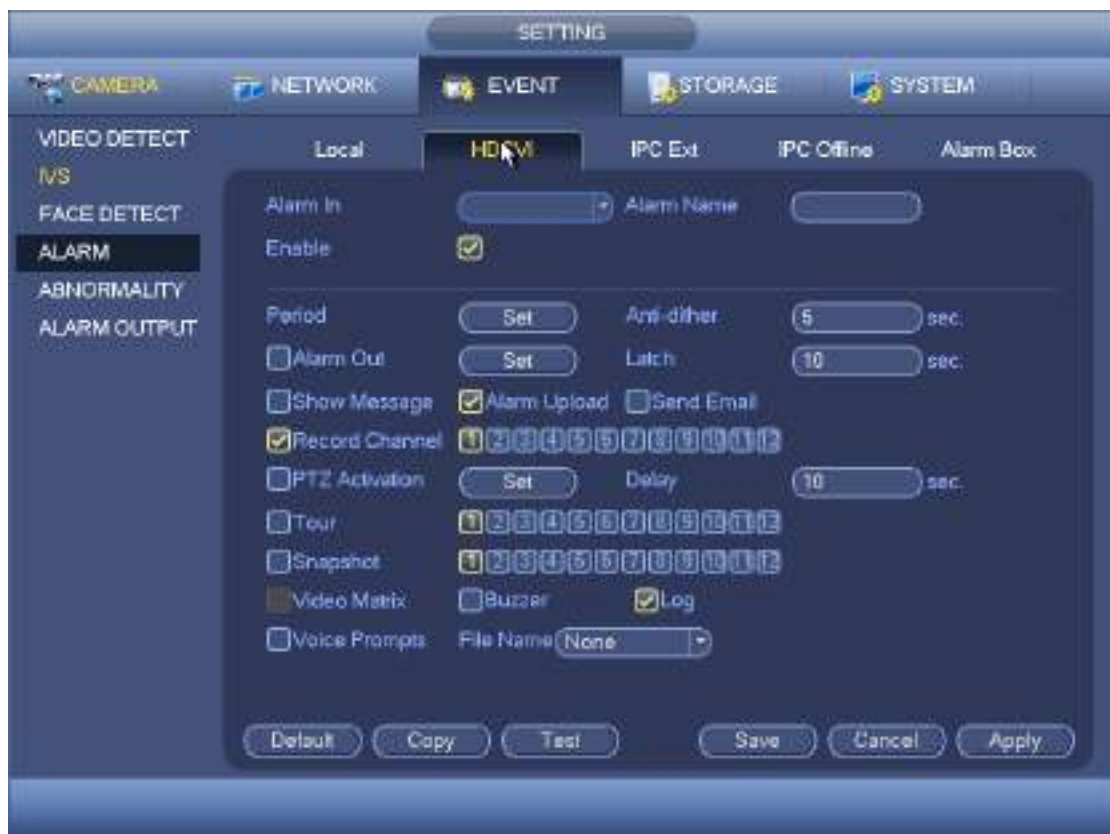 SETTING
CAMERA NETWORK EVENT STORAGE SYSTEM
VIDEO DETECT
IVS
FACE DETECT
ALARM
ABNORMALITY
ALARM OUTPUT
Local HDCVI IPC Ext IPC Offline Alarm Box
Alarm In Alarm Name
Enable
Period Set Anti-dither 5 sec.
Alarm Out Set Latch 10 sec.
Show Message Alarm Upload Send Email
Record Channel 1 2 3 4 5 6 7 8 9 10 11 12
PTZ Activation Set Delay 10 sec.
Tour 1 2 3 4 5 6 7 8 9 10 11 12
Snapshot 1 2 3 4 5 6 7 8 9 10 11 12
Video Matrix Buzzer Log
Voice Prompts File Name None
Default Copy Test Save Cancel Apply